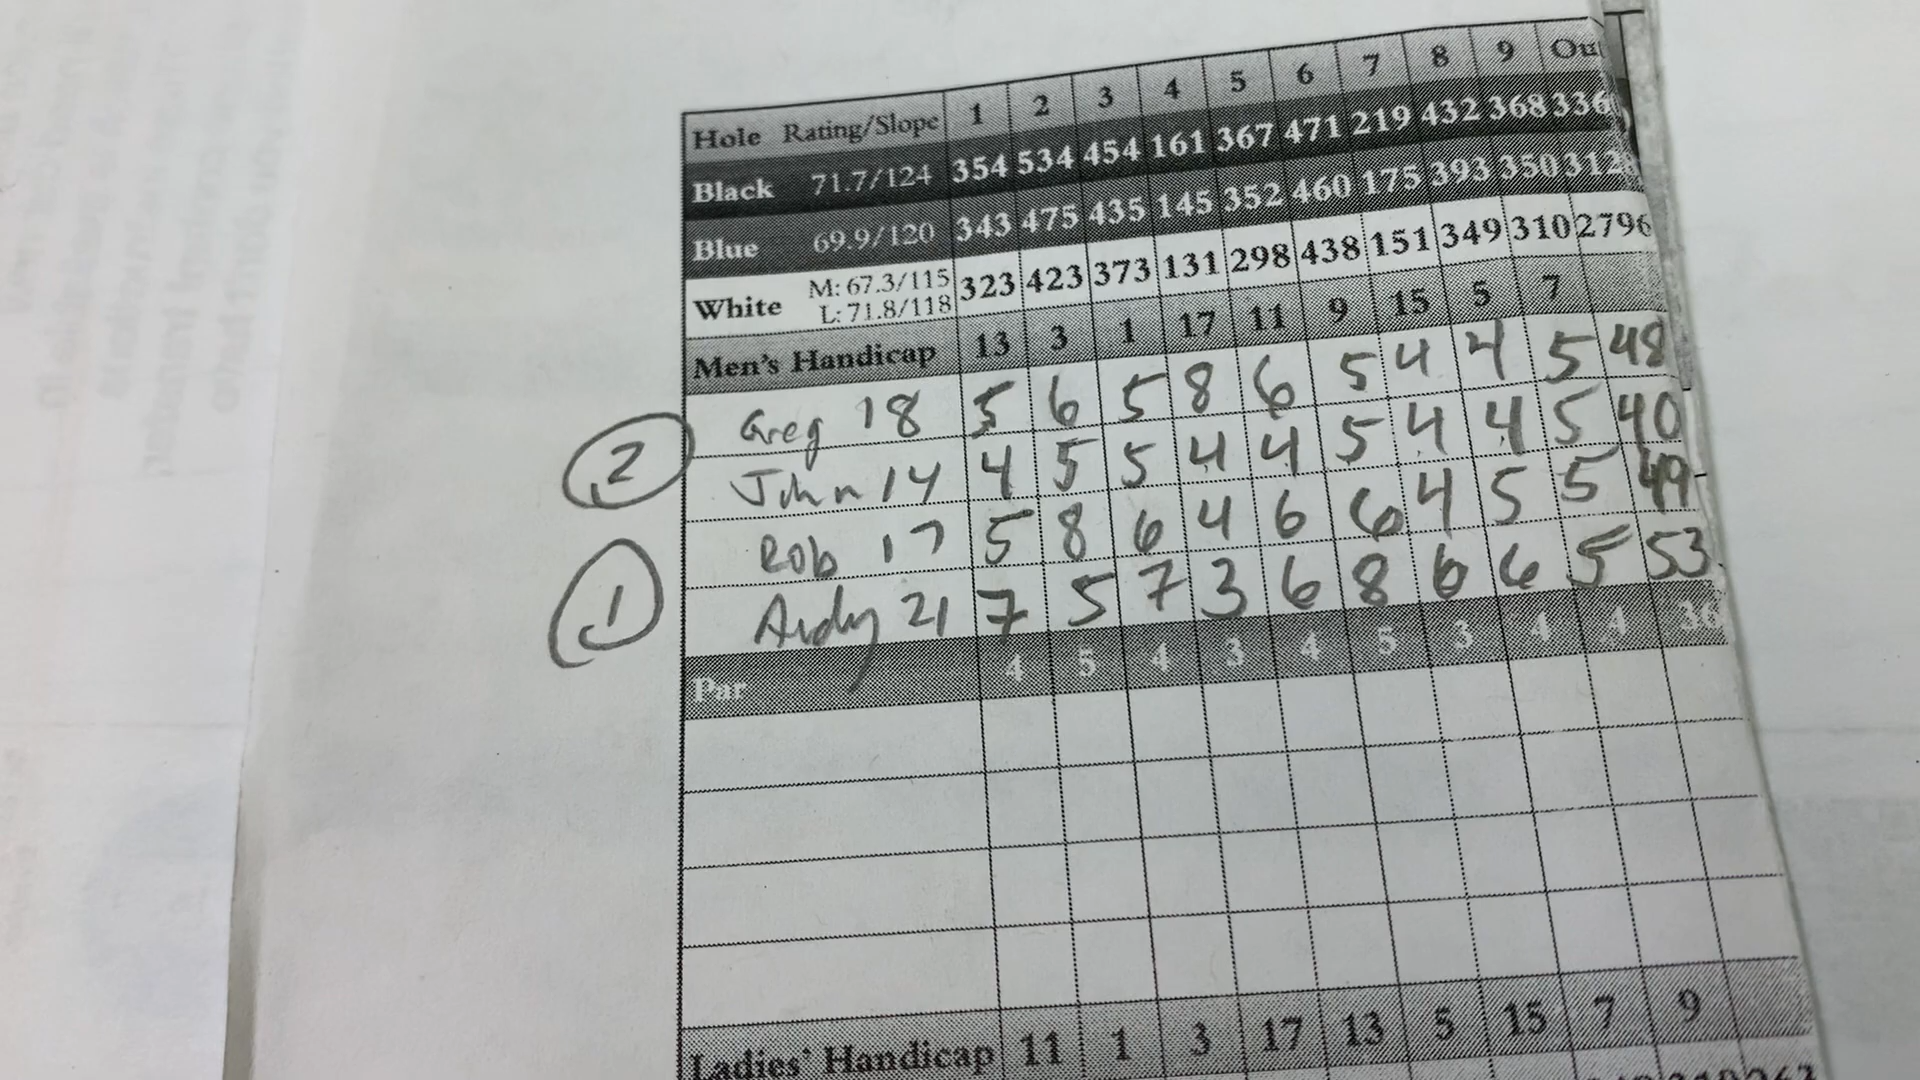 Hole Rating/Slope 1 2 3 4 5 6 7 8 9 Ou
Black 71.7/124 354 534 454 161 367 471 219 432 368 336
Blue 69.9/120 343 475 435 145 352 460 175 393 350 312
White M: 67.3/115 L: 71.8/118 323 423 373 131 298 438 151 349 310 2796
Men's Handicap 13 3 1 17 11 9 15 5 7
Greg 18 5 6 5 8 6 5 4 4 5 48
2 John 14 4 5 5 4 4 5 4 4 5 40
Rob 17 5 8 6 4 6 6 4 5 5 49
1 Andy 21 7 5 7 3 6 8 6 6 5 53
Par 4 5 4 3 4 5 3 4 4 36
Ladies' Handicap 11 1 3 17 13 5 15 7 9